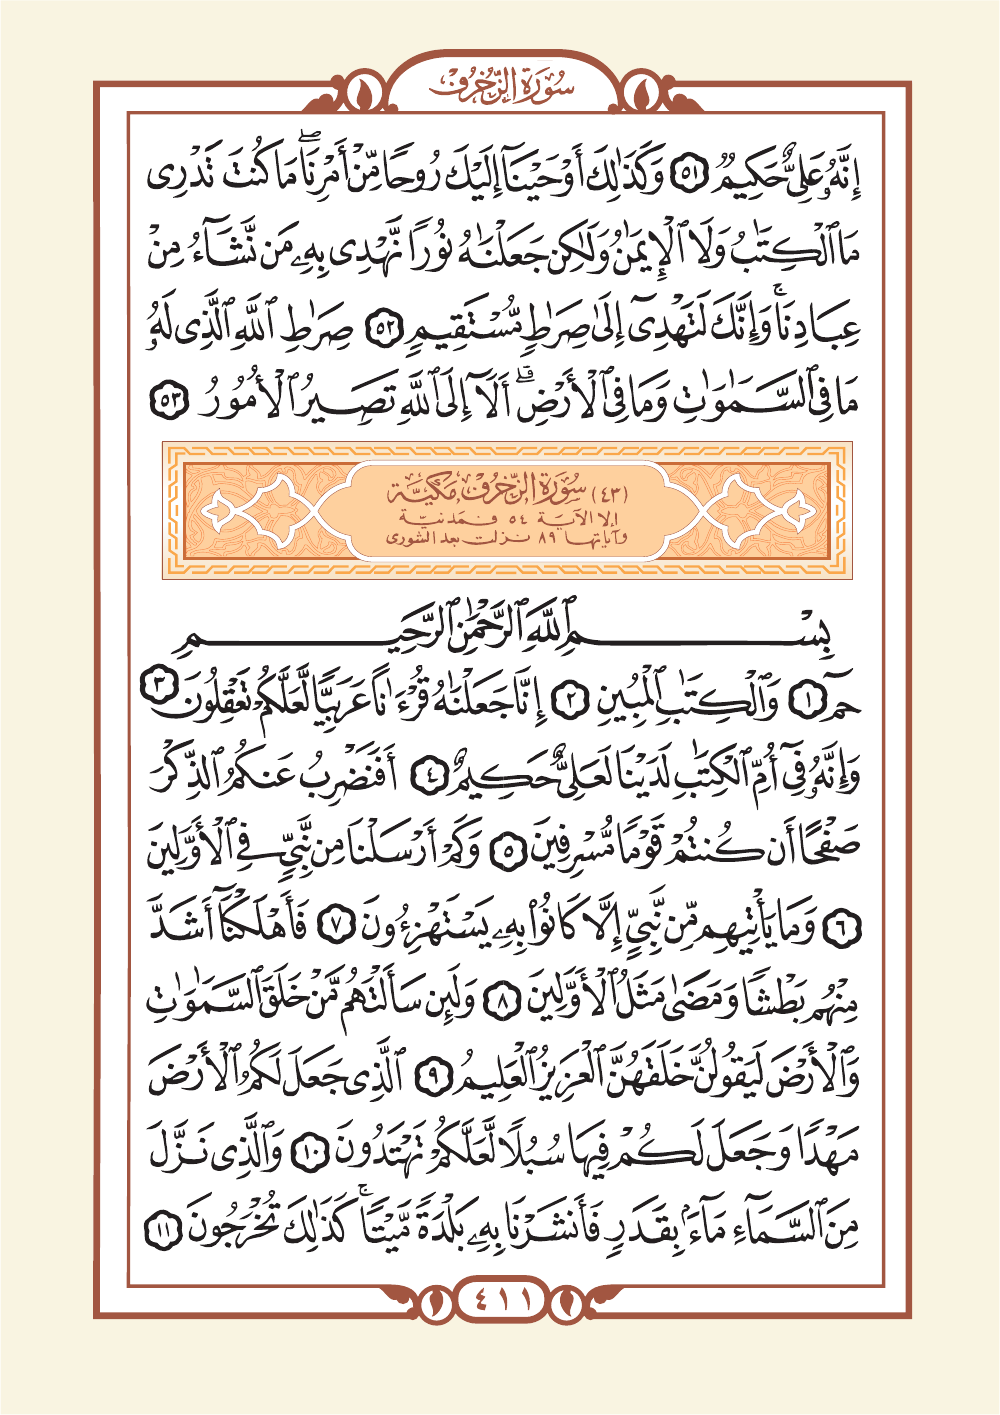 سُورَةُ الزُّخْرُفِ
إِنَّهُۥ عَلِىٌّ حَكِيمٌ ٥١ وَكَذَٰلِكَ أَوْحَيْنَآ إِلَيْكَ رُوحًا مِّنْ أَمْرِنَا ۖ مَا كُنتَ تَدْرِى
مَا ٱلْكِتَٰبُ وَلَا ٱلْإِيمَٰنُ وَلَٰكِن جَعَلْنَٰهُ نُورًا نَّهْدِى بِهِۦ مَن نَّشَآءُ مِنْ
عِبَادِنَا ۚ وَإِنَّكَ لَتَهْدِىٓ إِلَىٰ صِرَٰطٍ مُّسْتَقِيمٍ ٥٢ صِرَٰطِ ٱللَّهِ ٱلَّذِى لَهُۥ
مَا فِى ٱلسَّمَٰوَٰتِ وَمَا فِى ٱلْأَرْضِ ۗ أَلَآ إِلَى ٱللَّهِ تَصِيرُ ٱلْأُمُورُ ٥٣
(٤٣) سُورَةُ الزُّخْرُفِ مَكِّيَّة
إلا الآية ٥٤ فمدنية
وآياتها ٨٩ نزلت بعد الشورى
بِسْمِ ٱللَّهِ ٱلرَّحْمَٰنِ ٱلرَّحِيمِ
حمٓ ١ وَٱلْكِتَٰبِ ٱلْمُبِينِ ٢ إِنَّا جَعَلْنَٰهُ قُرْءَٰنًا عَرَبِيًّا لَّعَلَّكُمْ تَعْقِلُونَ ٣
وَإِنَّهُۥ فِىٓ أُمِّ ٱلْكِتَٰبِ لَدَيْنَا لَعَلِىٌّ حَكِيمٌ ٤ أَفَنَضْرِبُ عَنكُمُ ٱلذِّكْرَ
صَفْحًا أَن كُنتُمْ قَوْمًا مُّسْرِفِينَ ٥ وَكَمْ أَرْسَلْنَا مِن نَّبِىٍّ فِى ٱلْأَوَّلِينَ
٦ وَمَا يَأْتِيهِم مِّن نَّبِىٍّ إِلَّا كَانُوا۟ بِهِۦ يَسْتَهْزِءُونَ ٧ فَأَهْلَكْنَآ أَشَدَّ
مِنْهُم بَطْشًا وَمَضَىٰ مَثَلُ ٱلْأَوَّلِينَ ٨ وَلَئِن سَأَلْتَهُم مَّنْ خَلَقَ ٱلسَّمَٰوَٰتِ
وَٱلْأَرْضَ لَيَقُولُنَّ خَلَقَهُنَّ ٱلْعَزِيزُ ٱلْعَلِيمُ ٩ ٱلَّذِى جَعَلَ لَكُمُ ٱلْأَرْضَ
مَهْدًا وَجَعَلَ لَكُمْ فِيهَا سُبُلًا لَّعَلَّكُمْ تَهْتَدُونَ ١٠ وَٱلَّذِى نَزَّلَ
مِنَ ٱلسَّمَآءِ مَآءًۢ بِقَدَرٍ فَأَنشَرْنَا بِهِۦ بَلْدَةً مَّيْتًا ۚ كَذَٰلِكَ تُخْرَجُونَ ١١
٤١١